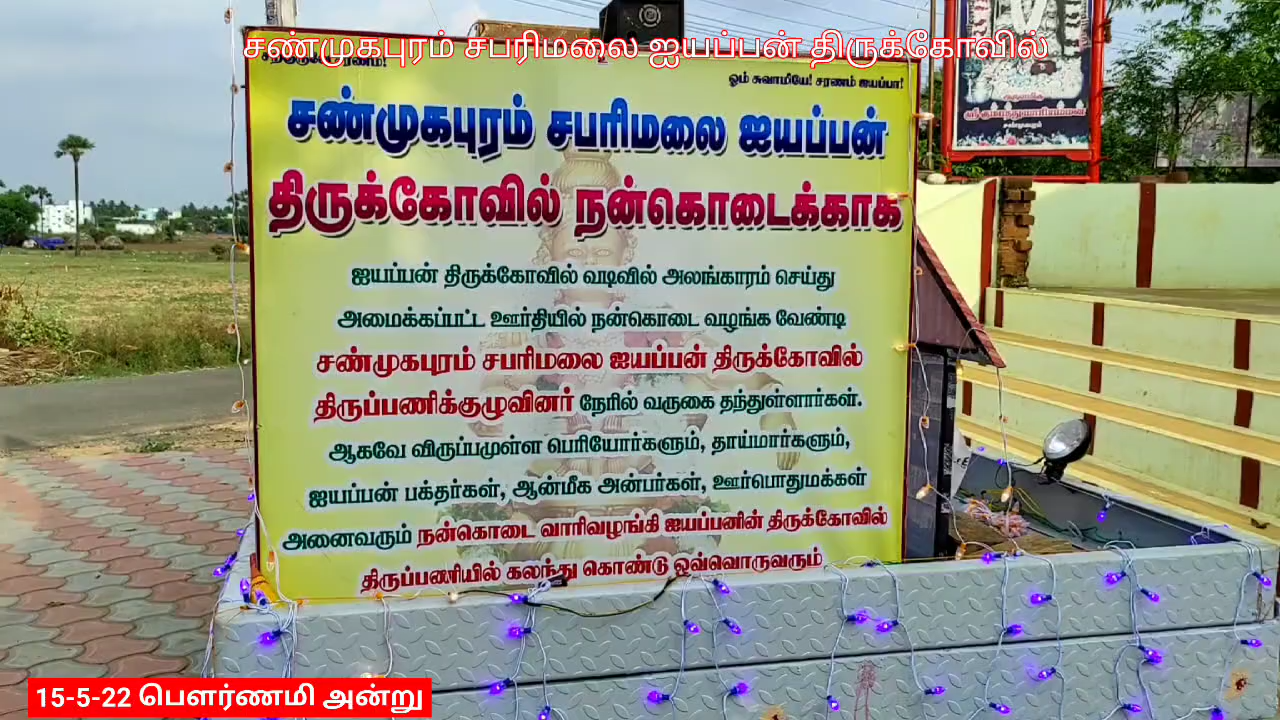 சண்முகபுரம் சபரிமலை ஐயப்பன் திருக்கோவில்
ஓம் சுவாமியே! சரணம் ஐயப்பா!
சண்முகபுரம் சபரிமலை ஐயப்பன்
திருக்கோவில் நன்கொடைக்காக
ஐயப்பன் திருக்கோவில் வடிவில் அலங்காரம் செய்து
அமைக்கப்பட்ட ஊர்தியில் நன்கொடை வழங்க வேண்டி
சண்முகபுரம் சபரிமலை ஐயப்பன் திருக்கோவில்
திருப்பணிக்குழுவினர் நேரில் வருகை தந்துள்ளார்கள்.
ஆகவே விருப்பமுள்ள பெரியோர்களும், தாய்மார்களும்,
ஐயப்பன் பக்தர்கள், ஆன்மீக அன்பர்கள், ஊர்பொதுமக்கள்
அனைவரும் நன்கொடை வாரிவழங்கி ஐயப்பனின் திருக்கோவில்
திருப்பணியில் கலந்து கொண்டு ஒவ்வொருவரும்
15-5-22 பௌர்ணமி அன்று